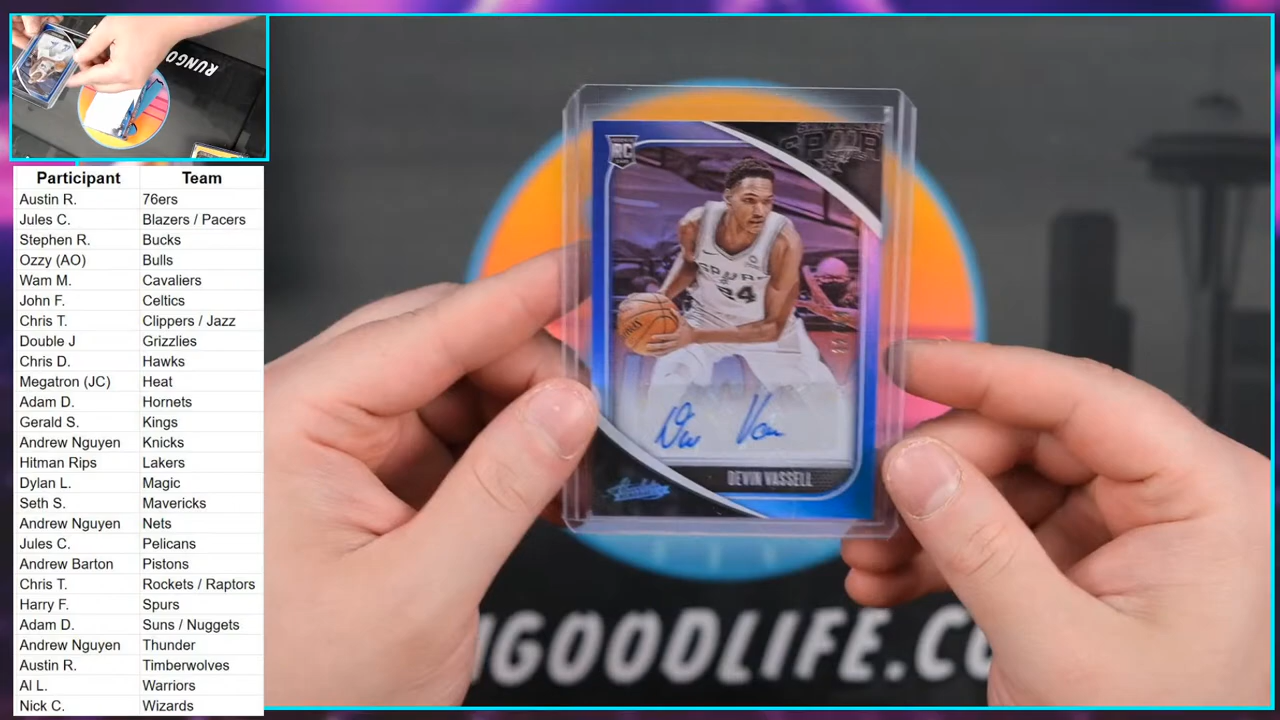 RUNGOOD
Participant Team
Austin R. 76ers
Jules C. Blazers / Pacers
Stephen R. Bucks
Ozzy (AO) Bulls
Wam M. Cavaliers
John F. Celtics
Chris T. Clippers / Jazz
Double J Grizzlies
Chris D. Hawks
Megatron (JC) Heat
Adam D. Hornets
Gerald S. Kings
Andrew Nguyen Knicks
Hitman Rips Lakers
Dylan L. Magic
Seth S. Mavericks
Andrew Nguyen Nets
Jules C. Pelicans
Andrew Barton Pistons
Chris T. Rockets / Raptors
Harry F. Spurs
Adam D. Suns / Nuggets
Andrew Nguyen Thunder
Austin R. Timberwolves
Al L. Warriors
Nick C. Wizards
RC
SPURS
24
DEVIN VASSELL
Absolute
NGOODLIFE.C